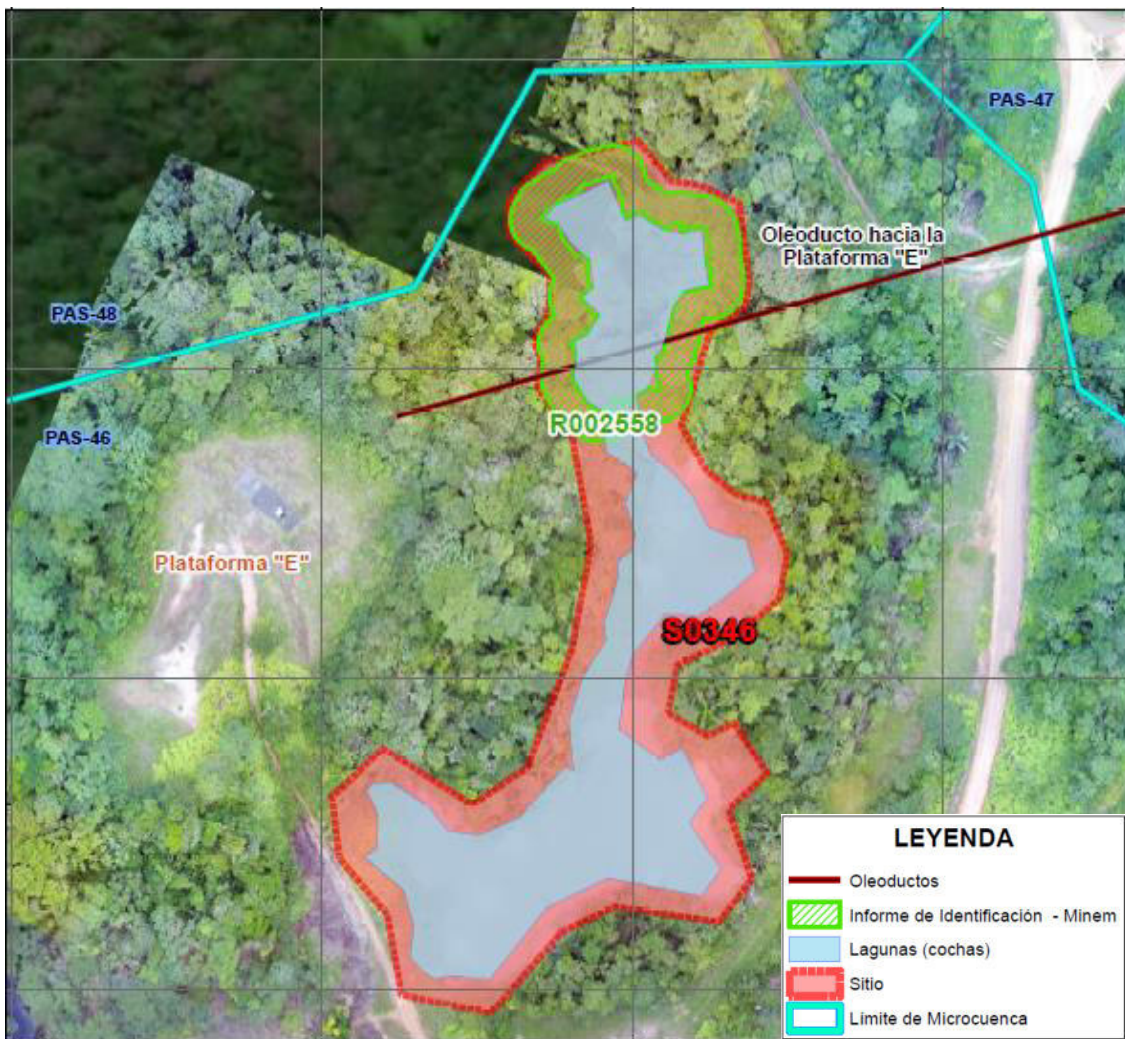 PAS-47
Oleoducto hacia la
Plataforma "E"
PAS-48
R002558
PAS-46
Plataforma "E"
S0346
LEYENDA
Oleoductos
Informe de Identificación - Minem
Lagunas (cochas)
Sitio
Límite de Microcuenca